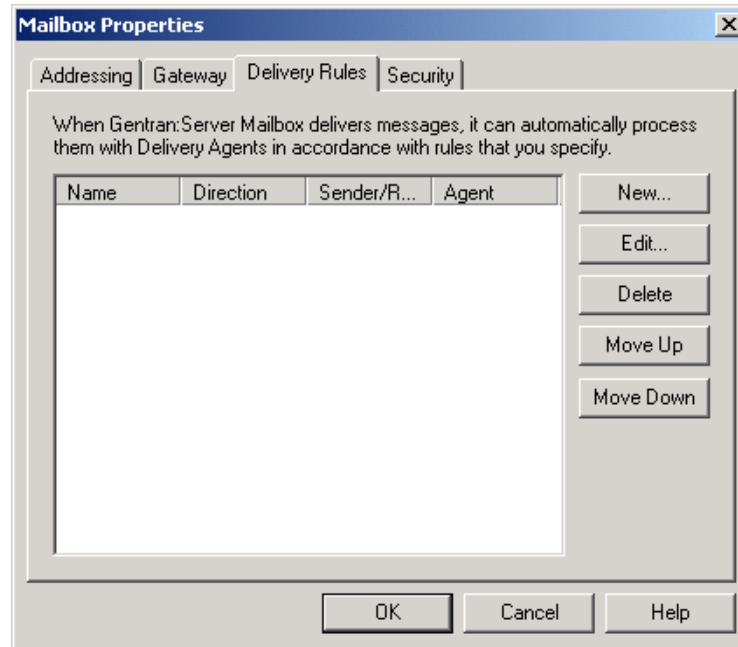 Mailbox Properties
Addressing Gateway Delivery Rules Security
When Gentran:Server Mailbox delivers messages, it can automatically process
them with Delivery Agents in accordance with rules that you specify.
Name Direction Sender/R... Agent
New...
Edit...
Delete
Move Up
Move Down
OK Cancel Help